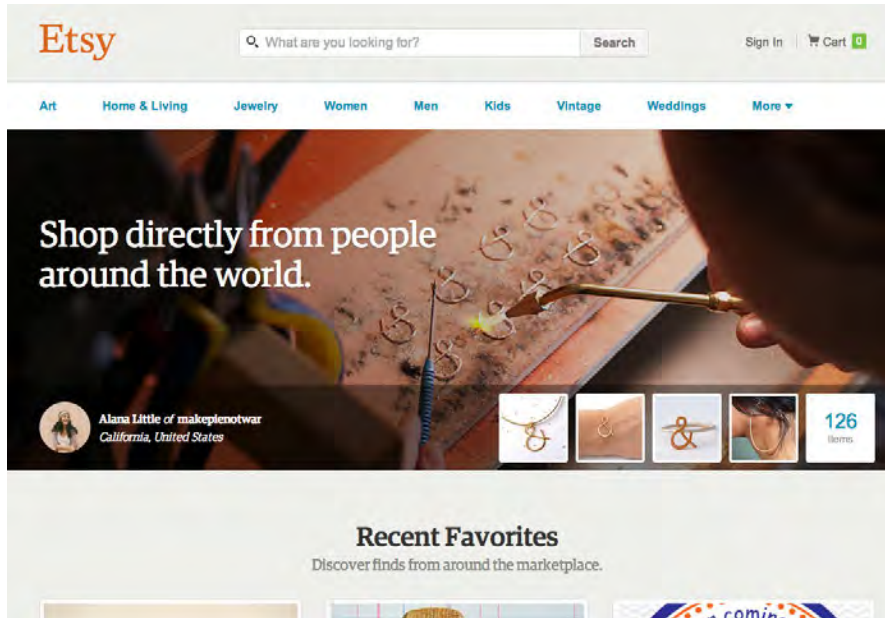 Etsy
What are you looking for?
Search
Sign In
Cart 0
Art
Home & Living
Jewelry
Women
Men
Kids
Vintage
Weddings
More
Shop directly from people
around the world.
Alana Little of makepienotwar
California, United States
126
items
Recent Favorites
Discover finds from around the marketplace.
coming